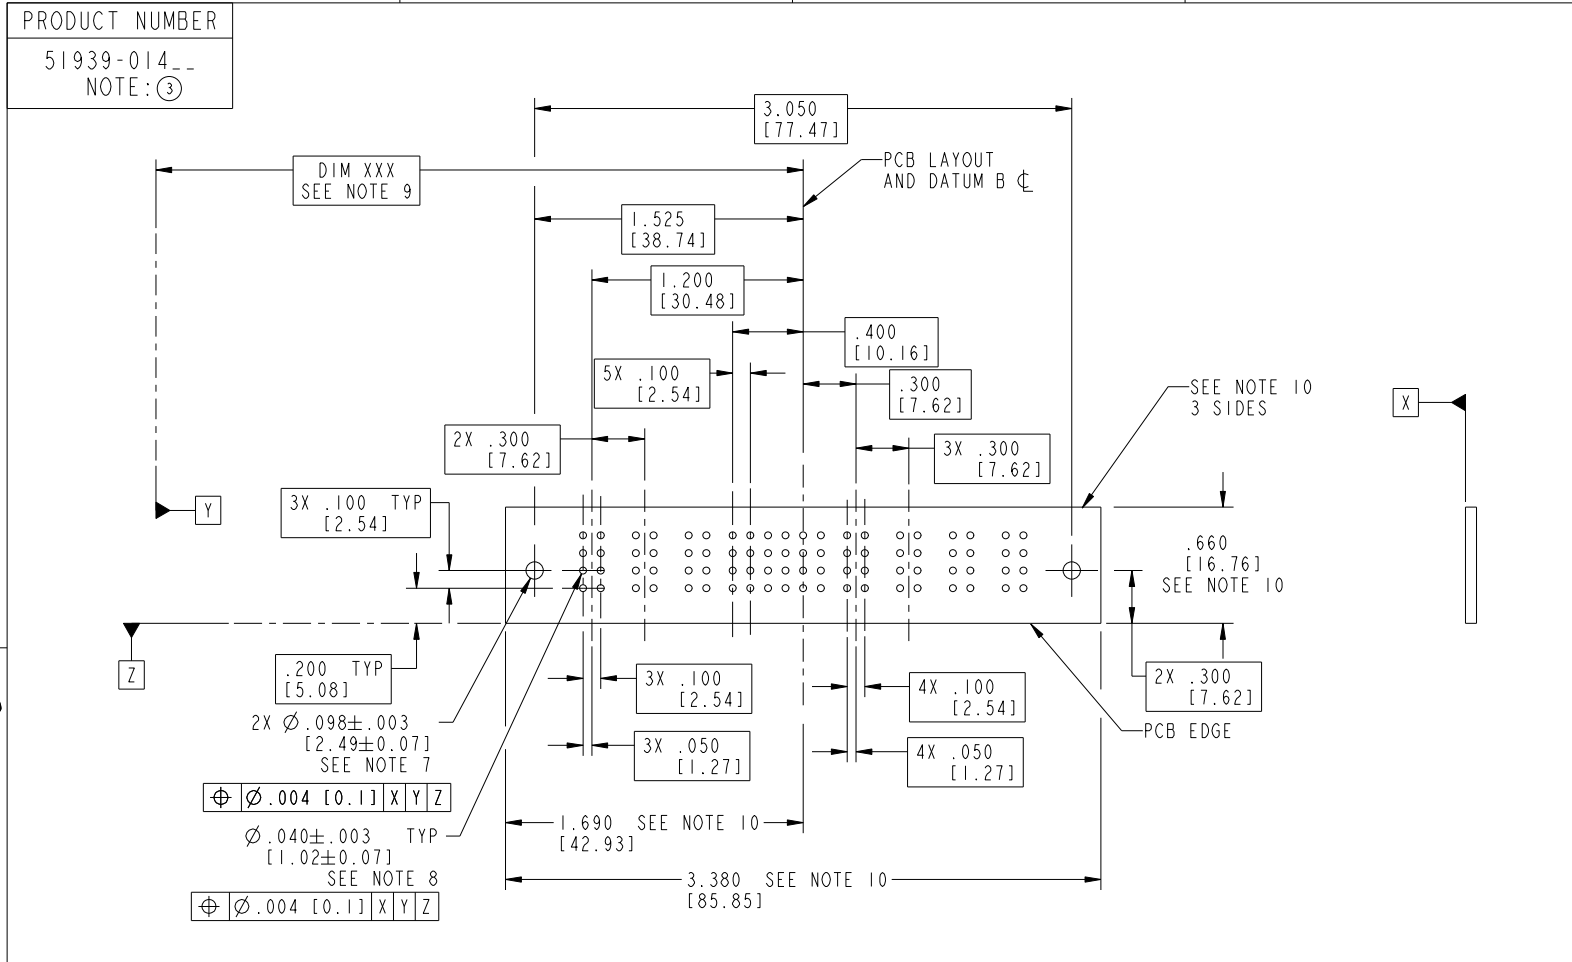 PRODUCT NUMBER
51939-014__
NOTE: 3
3.050
[77.47]
DIM XXX
SEE NOTE 9
PCB LAYOUT
AND DATUM B ℄
1.525
[38.74]
1.200
[30.48]
.400
[10.16]
5X .100
[2.54]
.300
[7.62]
SEE NOTE 10
3 SIDES
X
2X .300
[7.62]
3X .300
[7.62]
3X .100 TYP
[2.54]
Y
.660
[16.76]
SEE NOTE 10
Z
.200 TYP
[5.08]
3X .100
[2.54]
4X .100
[2.54]
2X .300
[7.62]
2X Ø.098±.003
[2.49±0.07]
SEE NOTE 7
3X .050
[1.27]
4X .050
[1.27]
PCB EDGE
⌖ Ø.004 [0.1] X Y Z
Ø.040±.003 TYP
[1.02±0.07]
SEE NOTE 8
⌖ Ø.004 [0.1] X Y Z
1.690 SEE NOTE 10
[42.93]
3.380 SEE NOTE 10
[85.85]